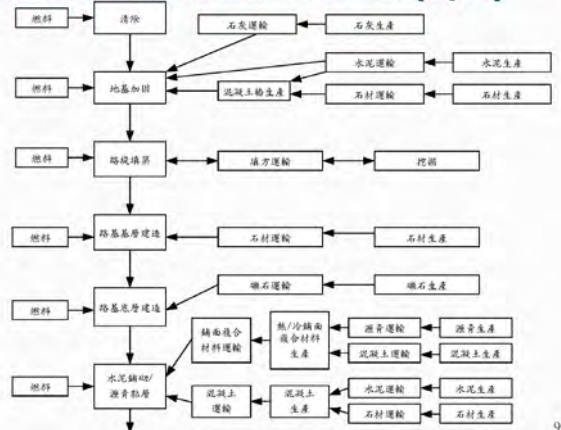 燃料
清除
石灰運輸
石灰生產
燃料
地基加固
水泥運輸
水泥生產
混凝土樁生產
石材運輸
石材生產
燃料
路堤填築
填方運輸
挖掘
燃料
路基基層建造
石材運輸
石材生產
燃料
路基底層建造
礫石運輸
礫石生產
鋪面複合
材料運輸
熱/冷鋪面
複合材料
生產
瀝青運輸
瀝青生產
混凝土運輸
混凝土生產
燃料
水泥鋪砌/
瀝青黏層
混凝土
運輸
混凝土
生產
水泥運輸
水泥生產
石材運輸
石材生產
9